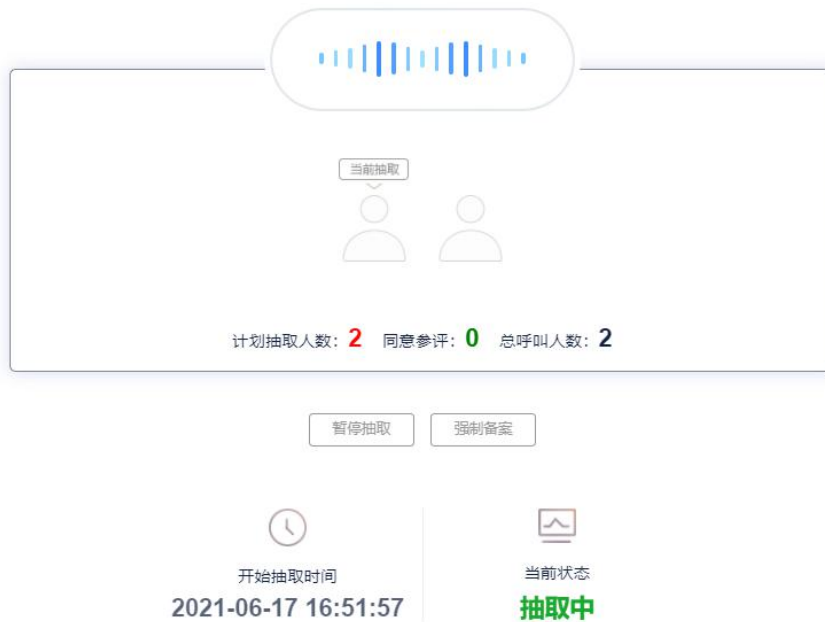 当前抽取
计划抽取人数: 2 同意参评: 0 总呼叫人数: 2
暂停抽取 强制备案
开始抽取时间 当前状态
2021-06-17 16:51:57 抽取中